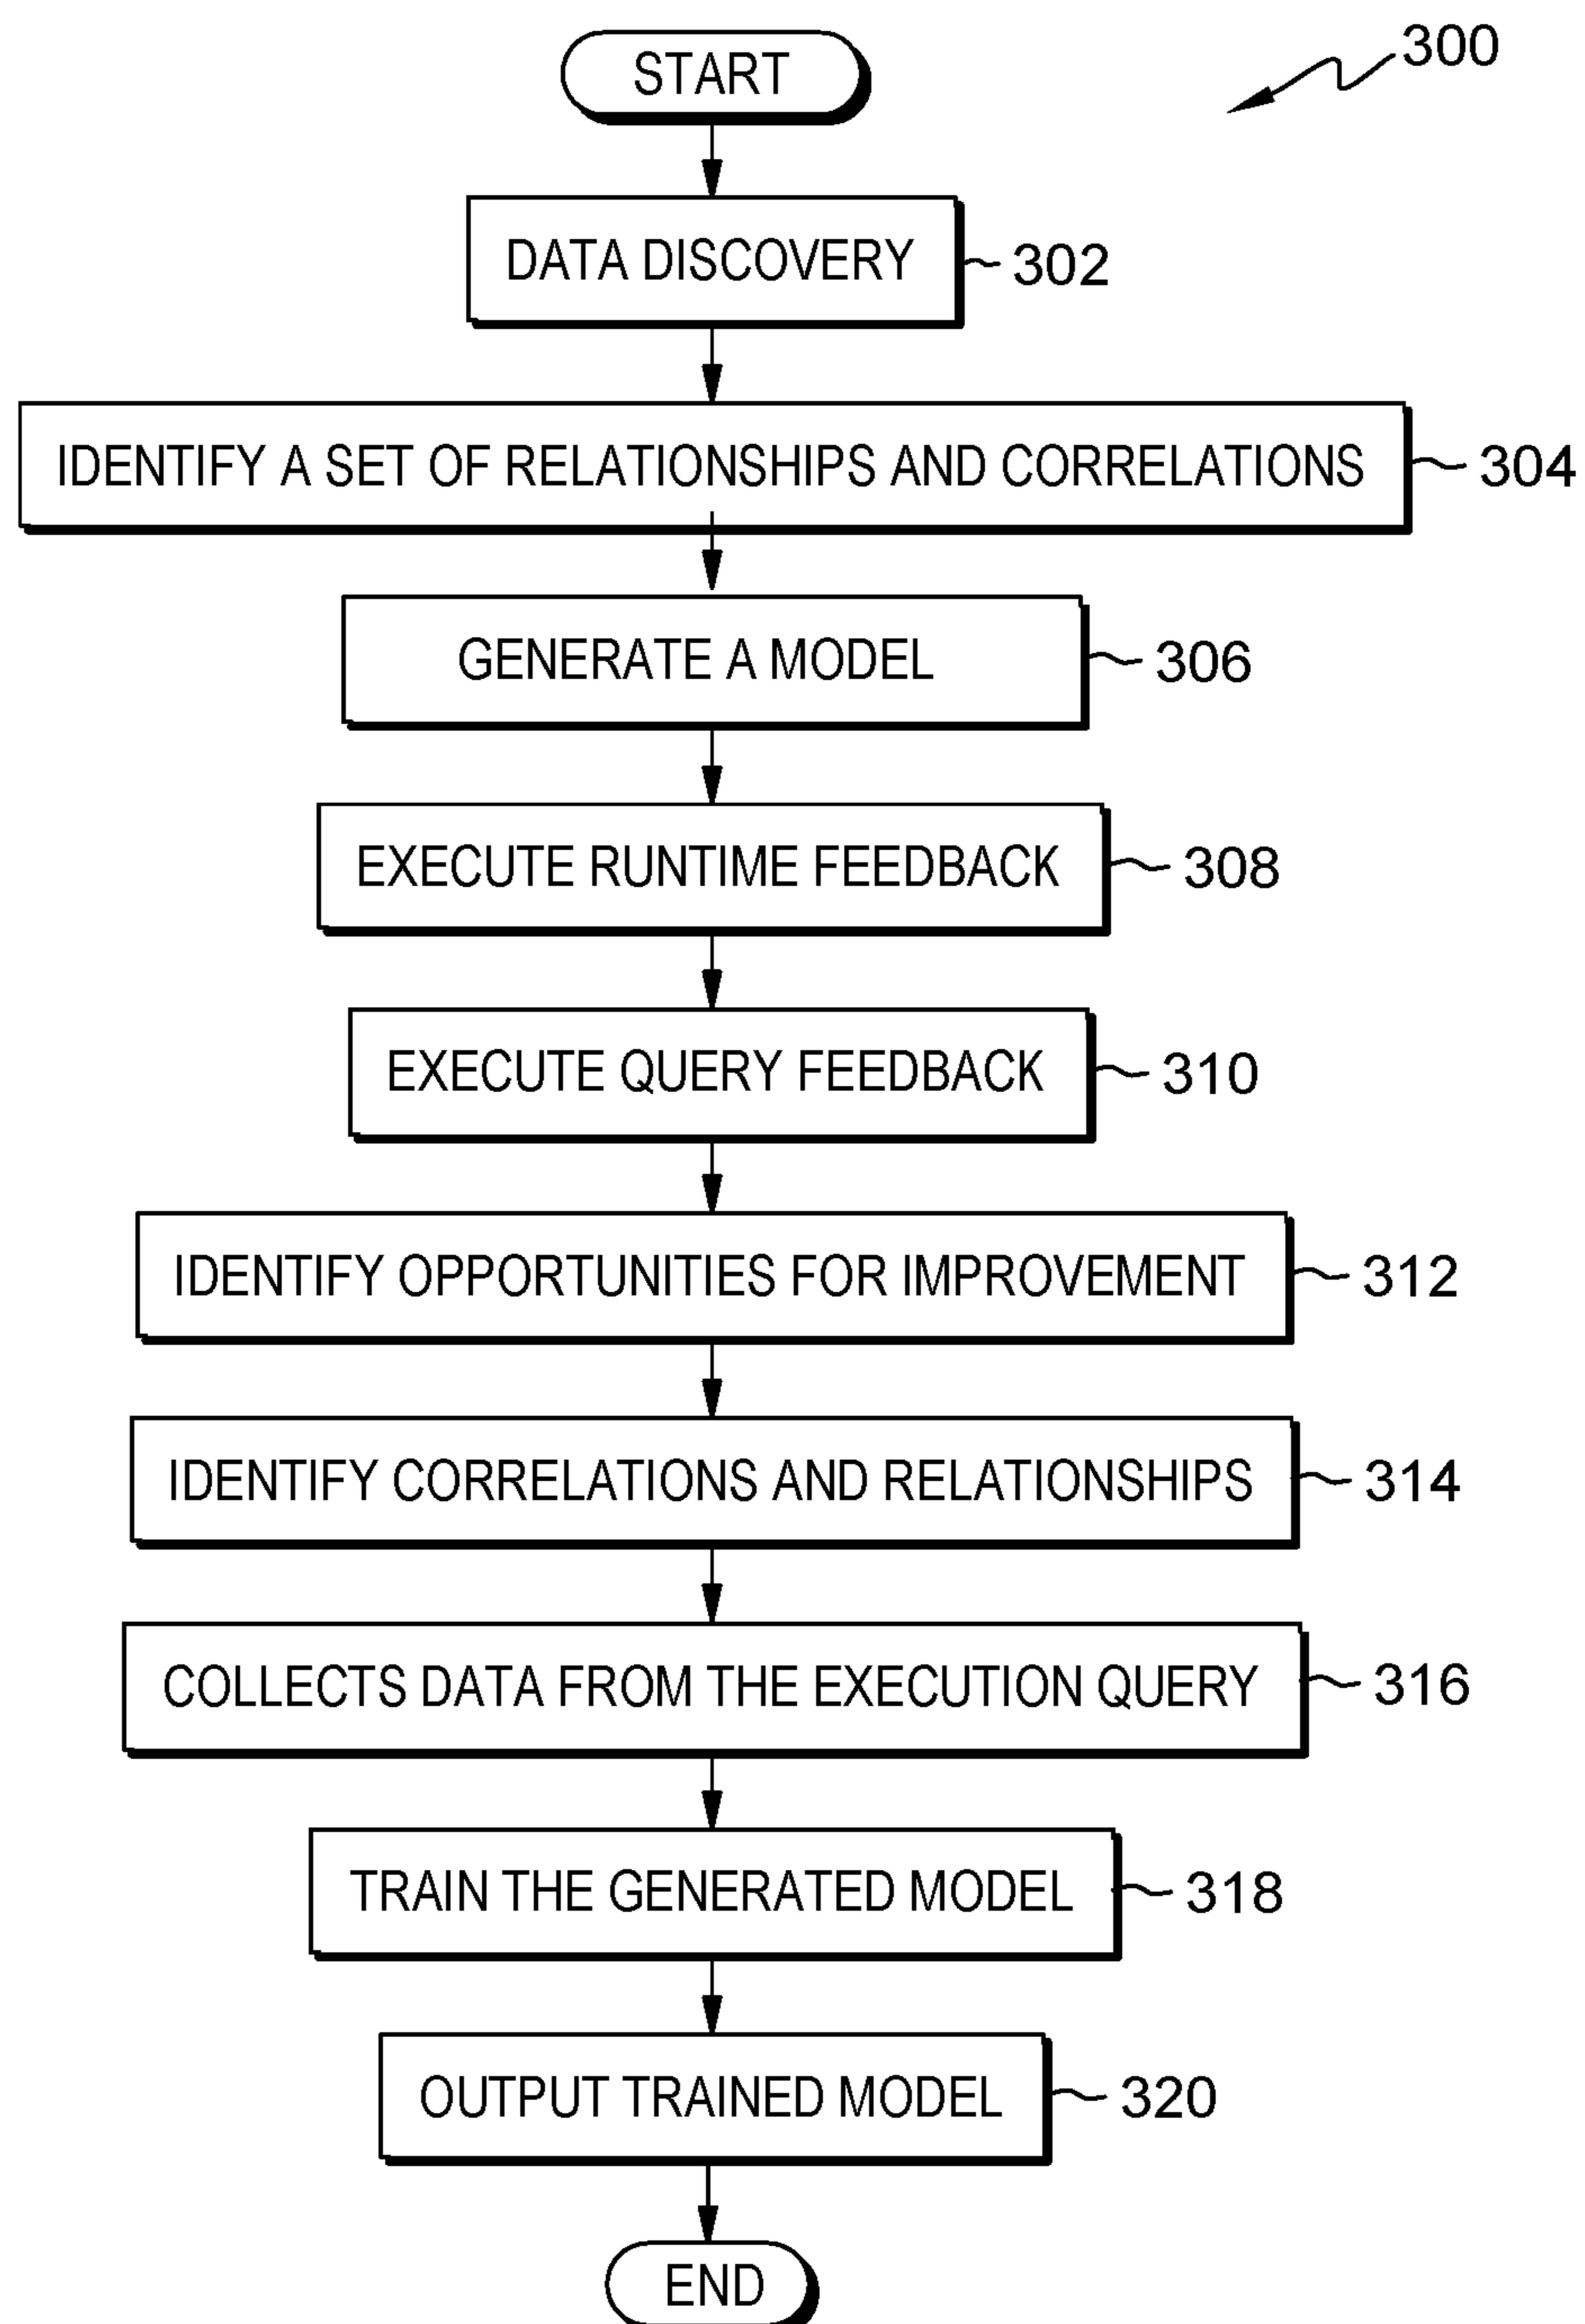 START
300
DATA DISCOVERY
302
IDENTIFY A SET OF RELATIONSHIPS AND CORRELATIONS
304
GENERATE A MODEL
306
EXECUTE RUNTIME FEEDBACK
308
EXECUTE QUERY FEEDBACK
310
IDENTIFY OPPORTUNITIES FOR IMPROVEMENT
312
IDENTIFY CORRELATIONS AND RELATIONSHIPS
314
COLLECTS DATA FROM THE EXECUTION QUERY
316
TRAIN THE GENERATED MODEL
318
OUTPUT TRAINED MODEL
320
END